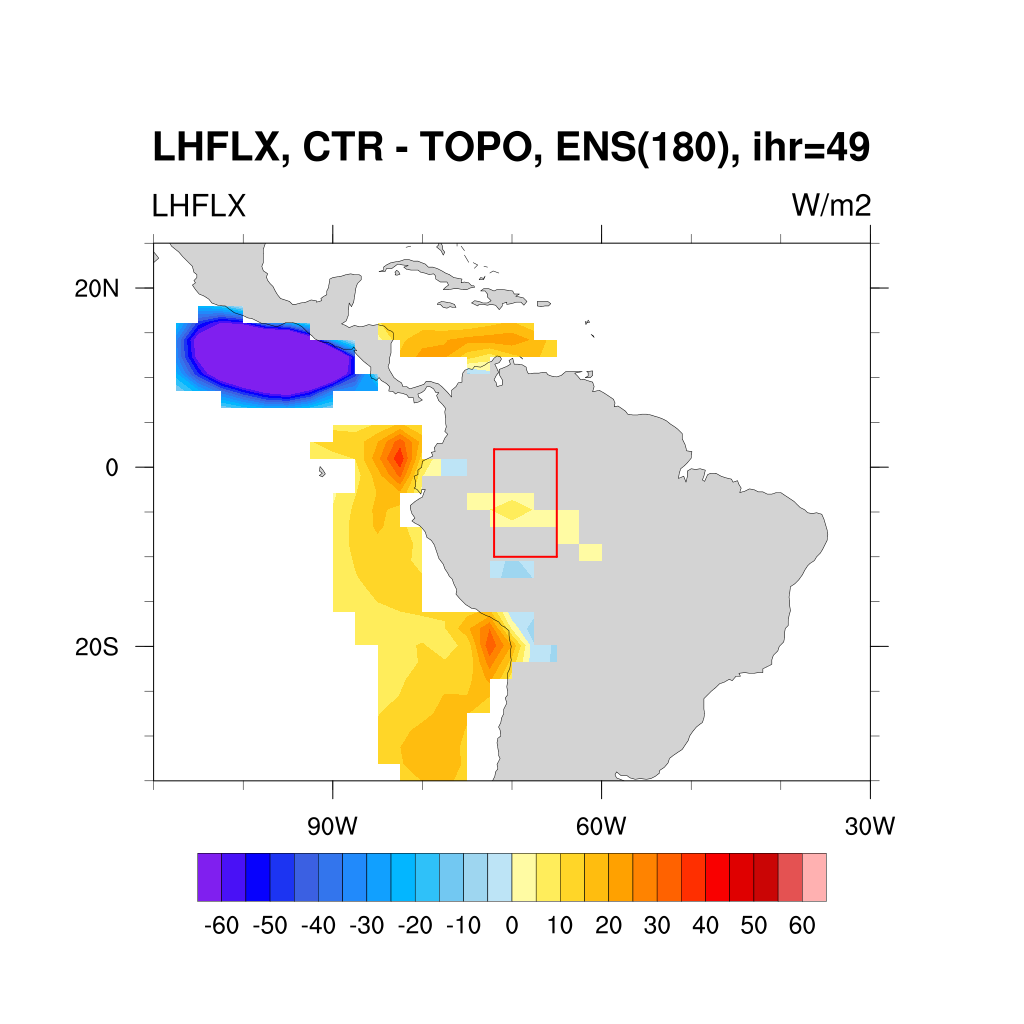 LHFLX, CTR - TOPO, ENS(180), ihr=49
LHFLX W/m2
20N
0
20S
90W 60W 30W
-60 -50 -40 -30 -20 -10 0 10 20 30 40 50 60